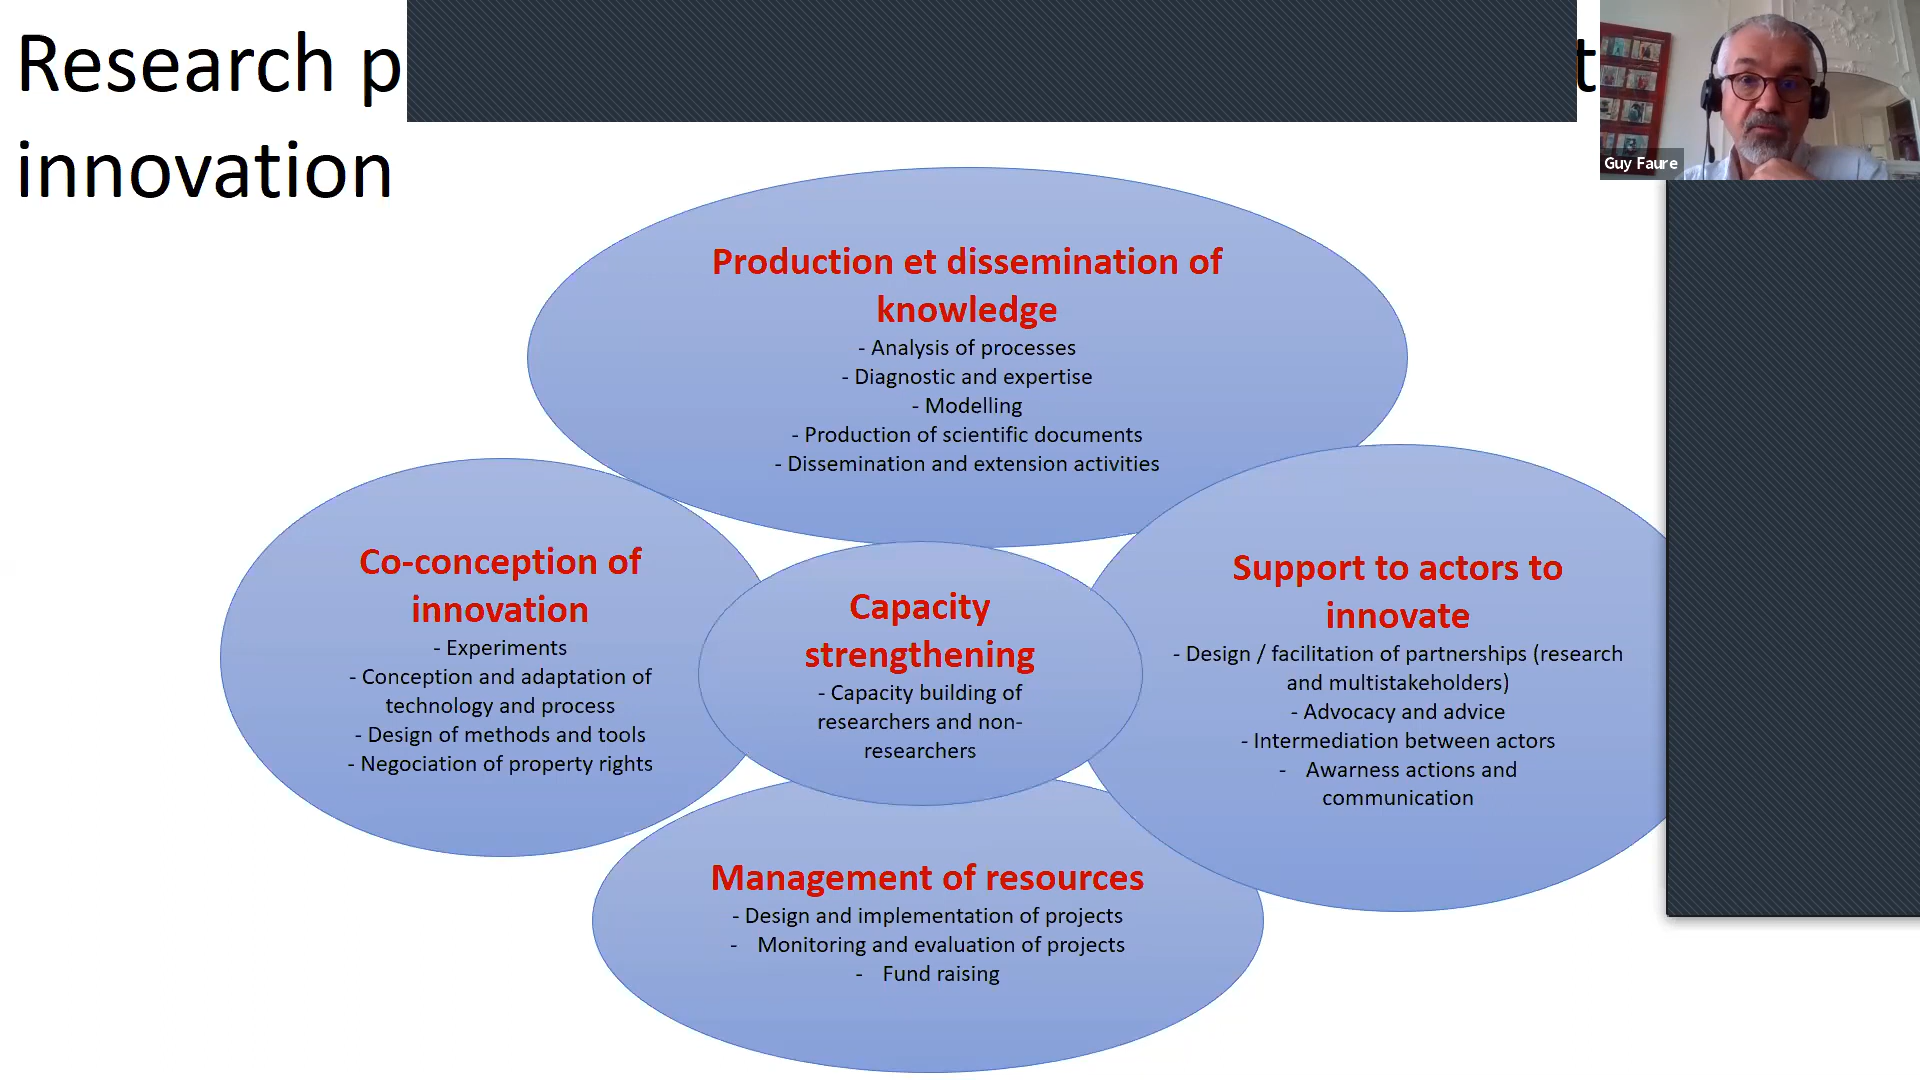 Research p
innovation
Guy Faure
Production et dissemination of
knowledge
- Analysis of processes
- Diagnostic and expertise
- Modelling
- Production of scientific documents
- Dissemination and extension activities
Co-conception of
innovation
- Experiments
- Conception and adaptation of
technology and process
- Design of methods and tools
- Negociation of property rights
Capacity
strengthening
- Capacity building of
researchers and non-
researchers
Support to actors to
innovate
- Design / facilitation of partnerships (research
and multistakeholders)
- Advocacy and advice
- Intermediation between actors
- Awarness actions and
communication
Management of resources
- Design and implementation of projects
- Monitoring and evaluation of projects
- Fund raising